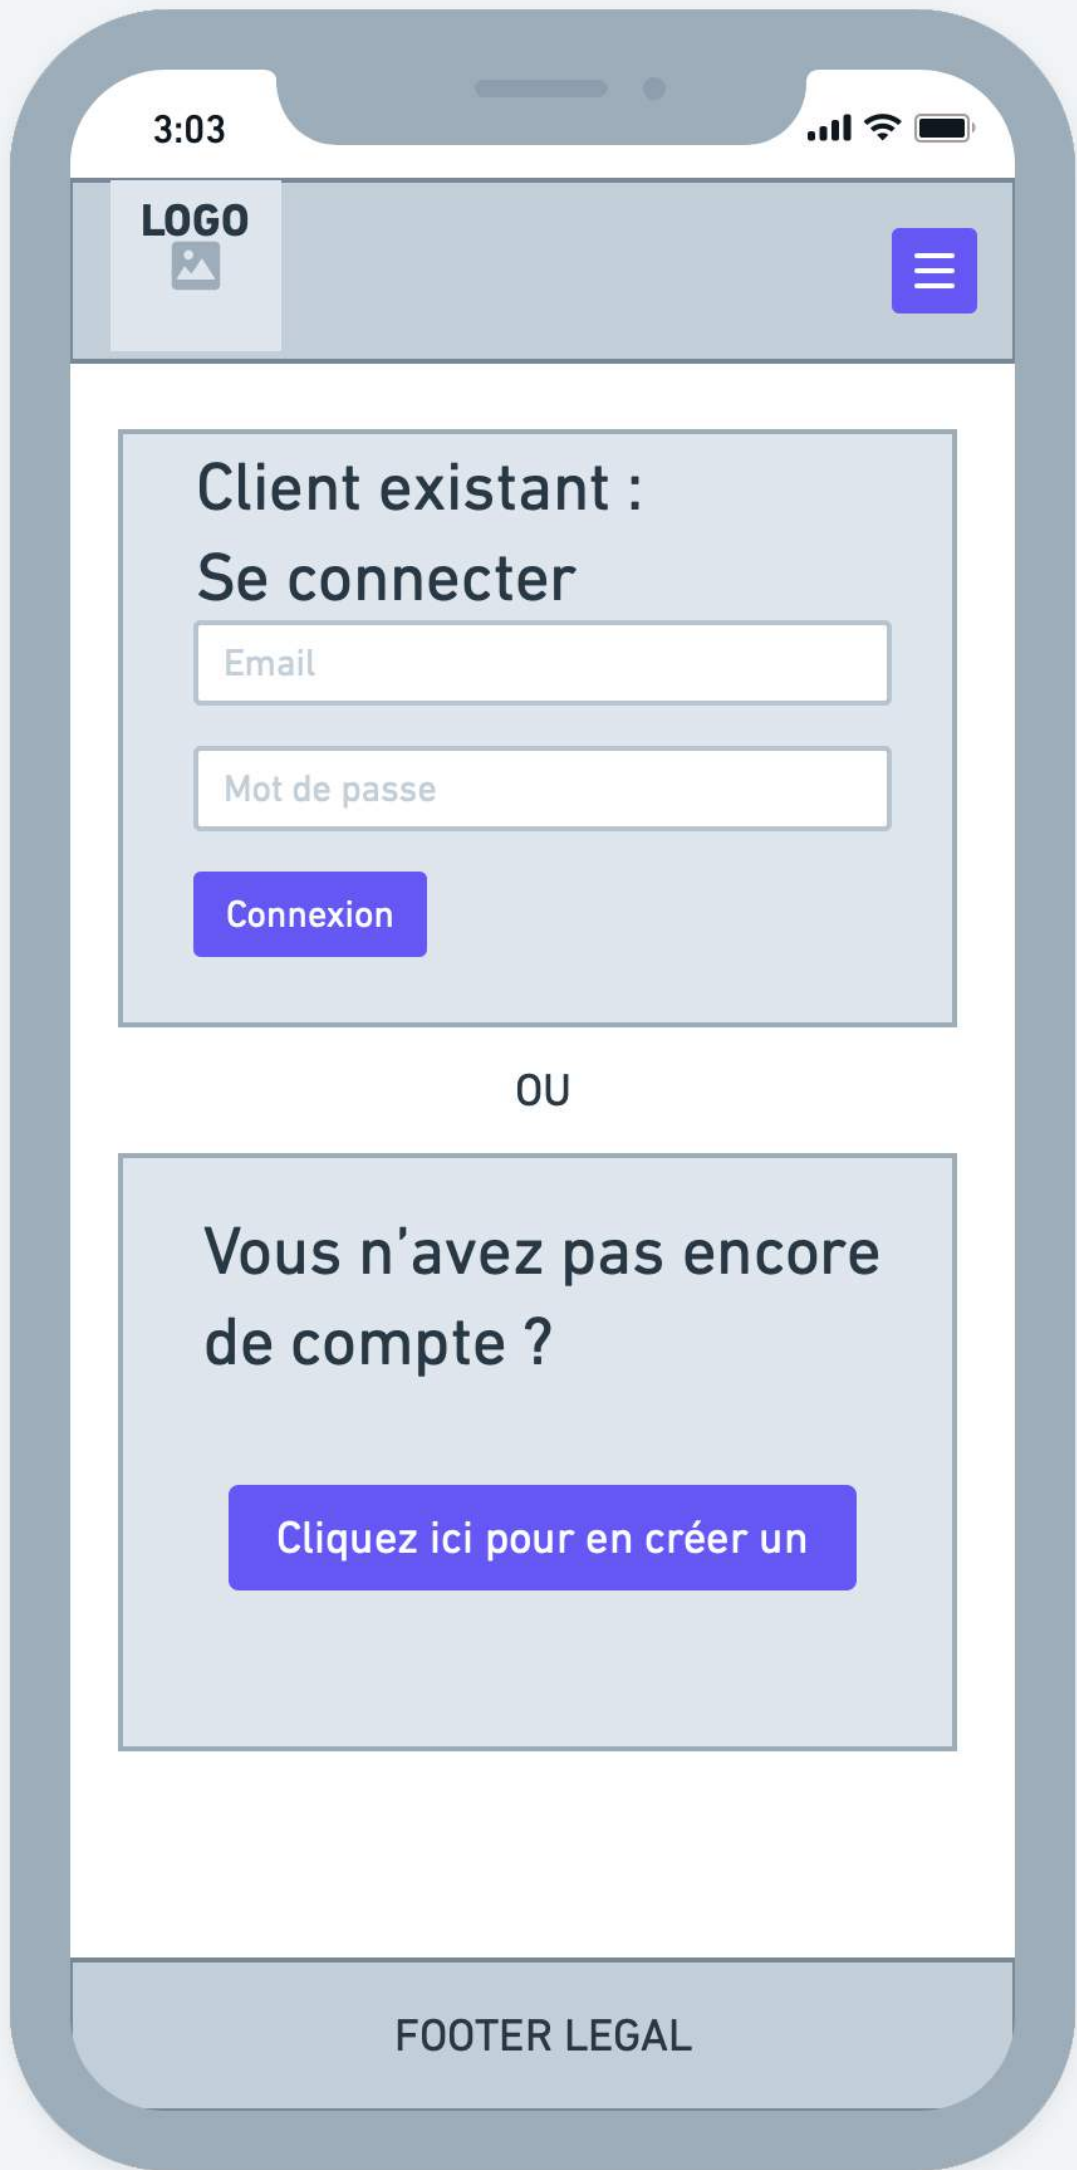 3:03
LOGO
Client existant :
Se connecter
Email
Mot de passe
Connexion
OU
Vous n’avez pas encore
de compte ?
Cliquez ici pour en créer un
FOOTER LEGAL